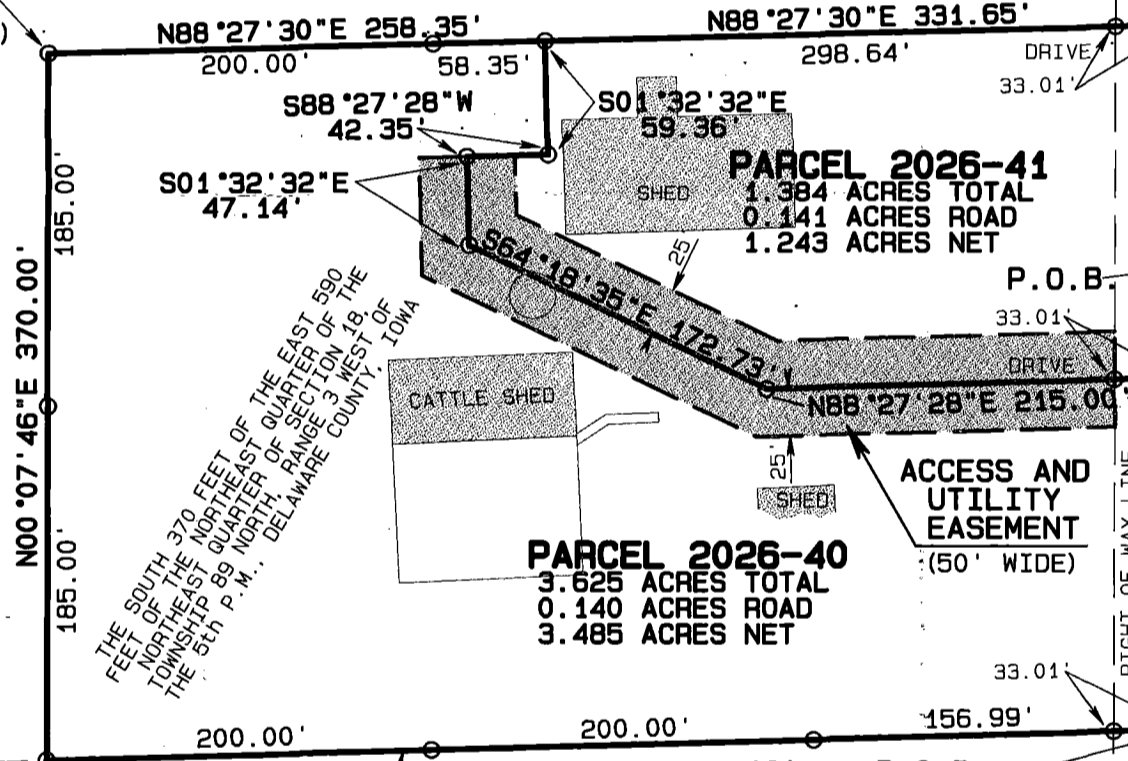 )
N88°27'30"E 258.35'
N88°27'30"E 331.65'
200.00'
58.35'
298.64'
DRIVE
33.01'
S88°27'28"W
42.35'
S01°32'32"E
59.36'
S01°32'32"E
47.14'
185.00'
SHED
PARCEL 2026-41
1.384 ACRES TOTAL
0.141 ACRES ROAD
1.243 ACRES NET
25'
S64°18'35"E 172.73'
P.O.B.
33.01'
DRIVE
N88°27'28"E 215.00'
N00°07'46"E 370.00'
THE SOUTH 370 FEET OF THE EAST 590
FEET OF THE NORTHEAST QUARTER OF THE
NORTHEAST QUARTER OF SECTION 18,
TOWNSHIP 89 NORTH, RANGE 3 WEST OF
THE 5th P.M., DELAWARE COUNTY, IOWA
CATTLE SHED
25'
SHED
ACCESS AND
UTILITY
EASEMENT
(50' WIDE)
RIGHT OF WAY LINE
PARCEL 2026-40
3.625 ACRES TOTAL
0.140 ACRES ROAD
3.485 ACRES NET
185.00'
33.01'
200.00'
200.00'
156.99'